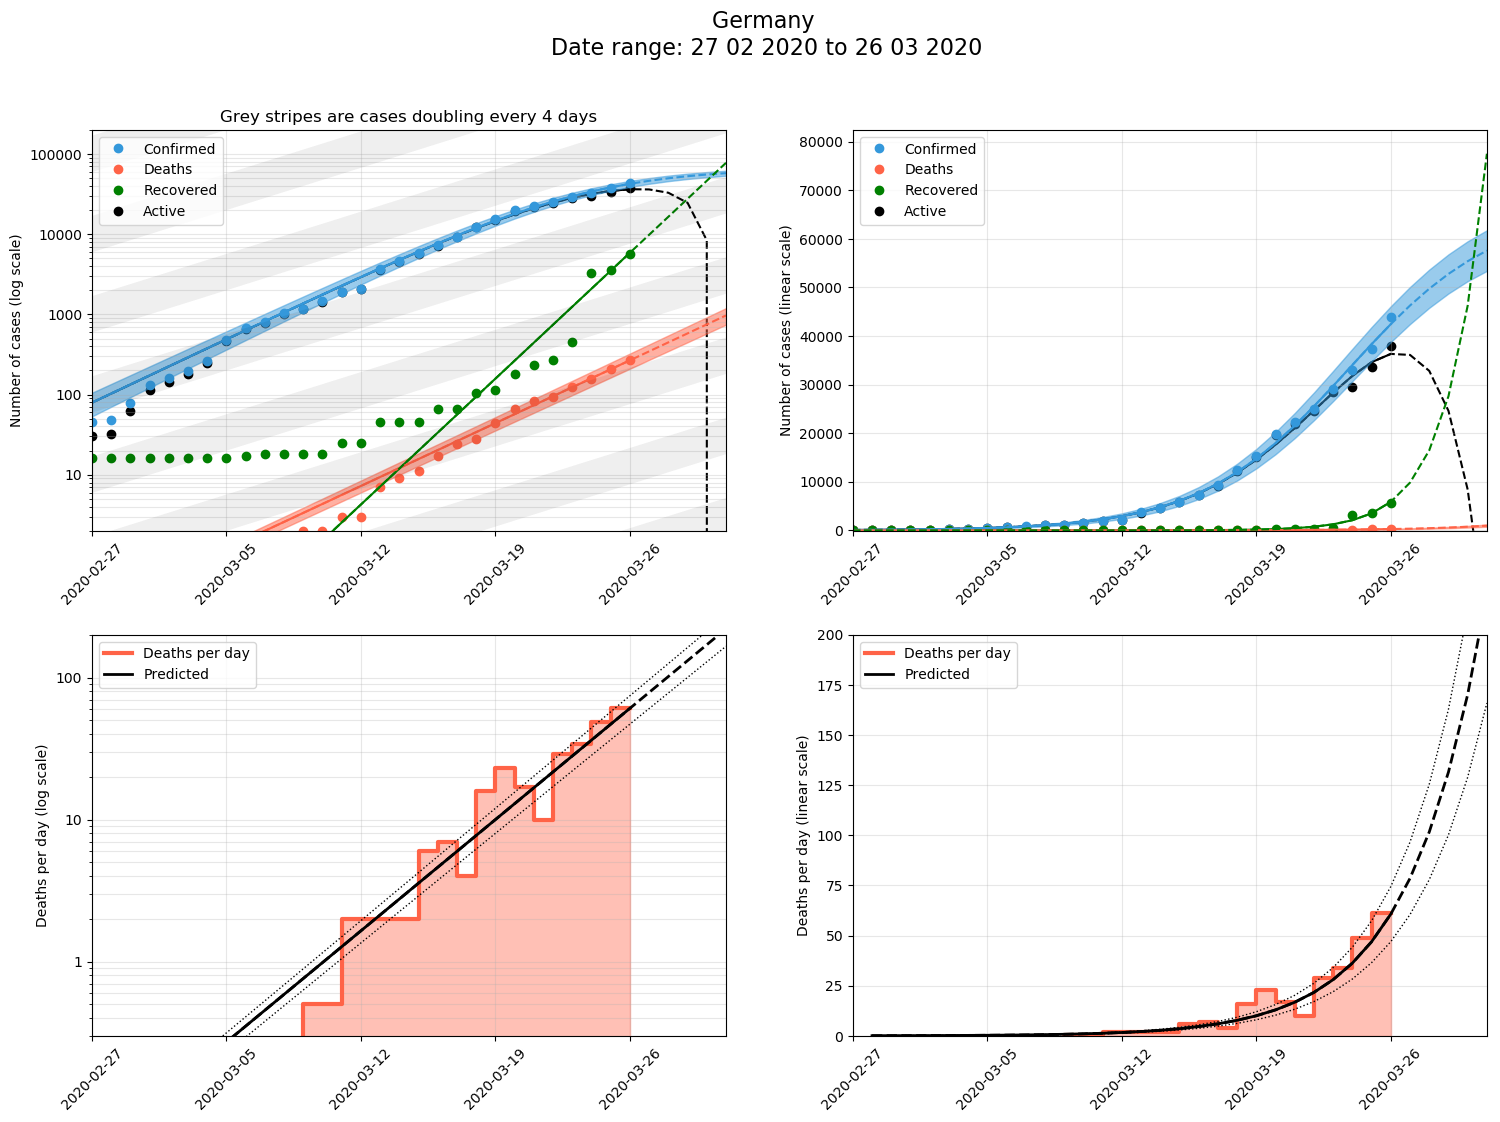 Germany
Date range: 27 02 2020 to 26 03 2020
Grey stripes are cases doubling every 4 days
Number of cases (log scale)
100000
10000
1000
100
10
Confirmed
Deaths
Recovered
Active
2020-02-27
2020-03-05
2020-03-12
2020-03-19
2020-03-26
Number of cases (linear scale)
80000
70000
60000
50000
40000
30000
20000
10000
0
Confirmed
Deaths
Recovered
Active
2020-02-27
2020-03-05
2020-03-12
2020-03-19
2020-03-26
Deaths per day (log scale)
100
10
1
Deaths per day
Predicted
2020-02-27
2020-03-05
2020-03-12
2020-03-19
2020-03-26
Deaths per day (linear scale)
200
175
150
125
100
75
50
25
0
Deaths per day
Predicted
2020-02-27
2020-03-05
2020-03-12
2020-03-19
2020-03-26